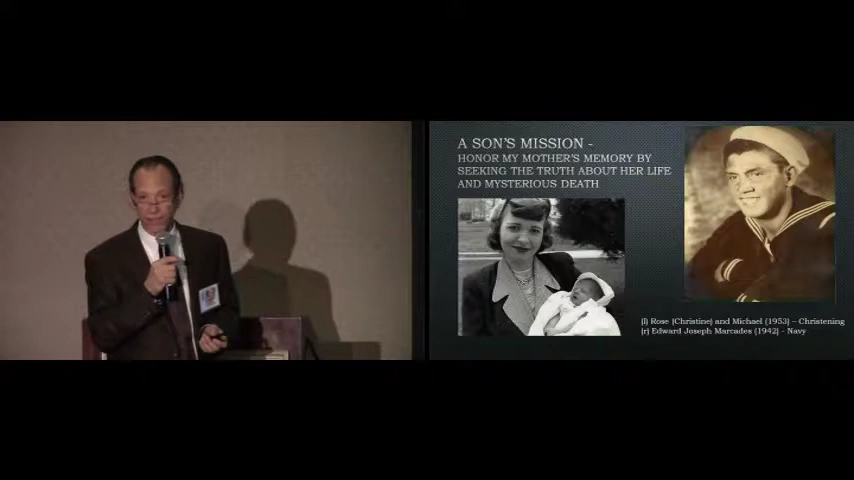 A SON'S MISSION -
HONOR MY MOTHER'S MEMORY BY
SEEKING THE TRUTH ABOUT HER LIFE
AND MYSTERIOUS DEATH
(l) Rose (Christine) and Michael (1953) – Christening
(r) Edward Joseph Marcades (1942) - Navy